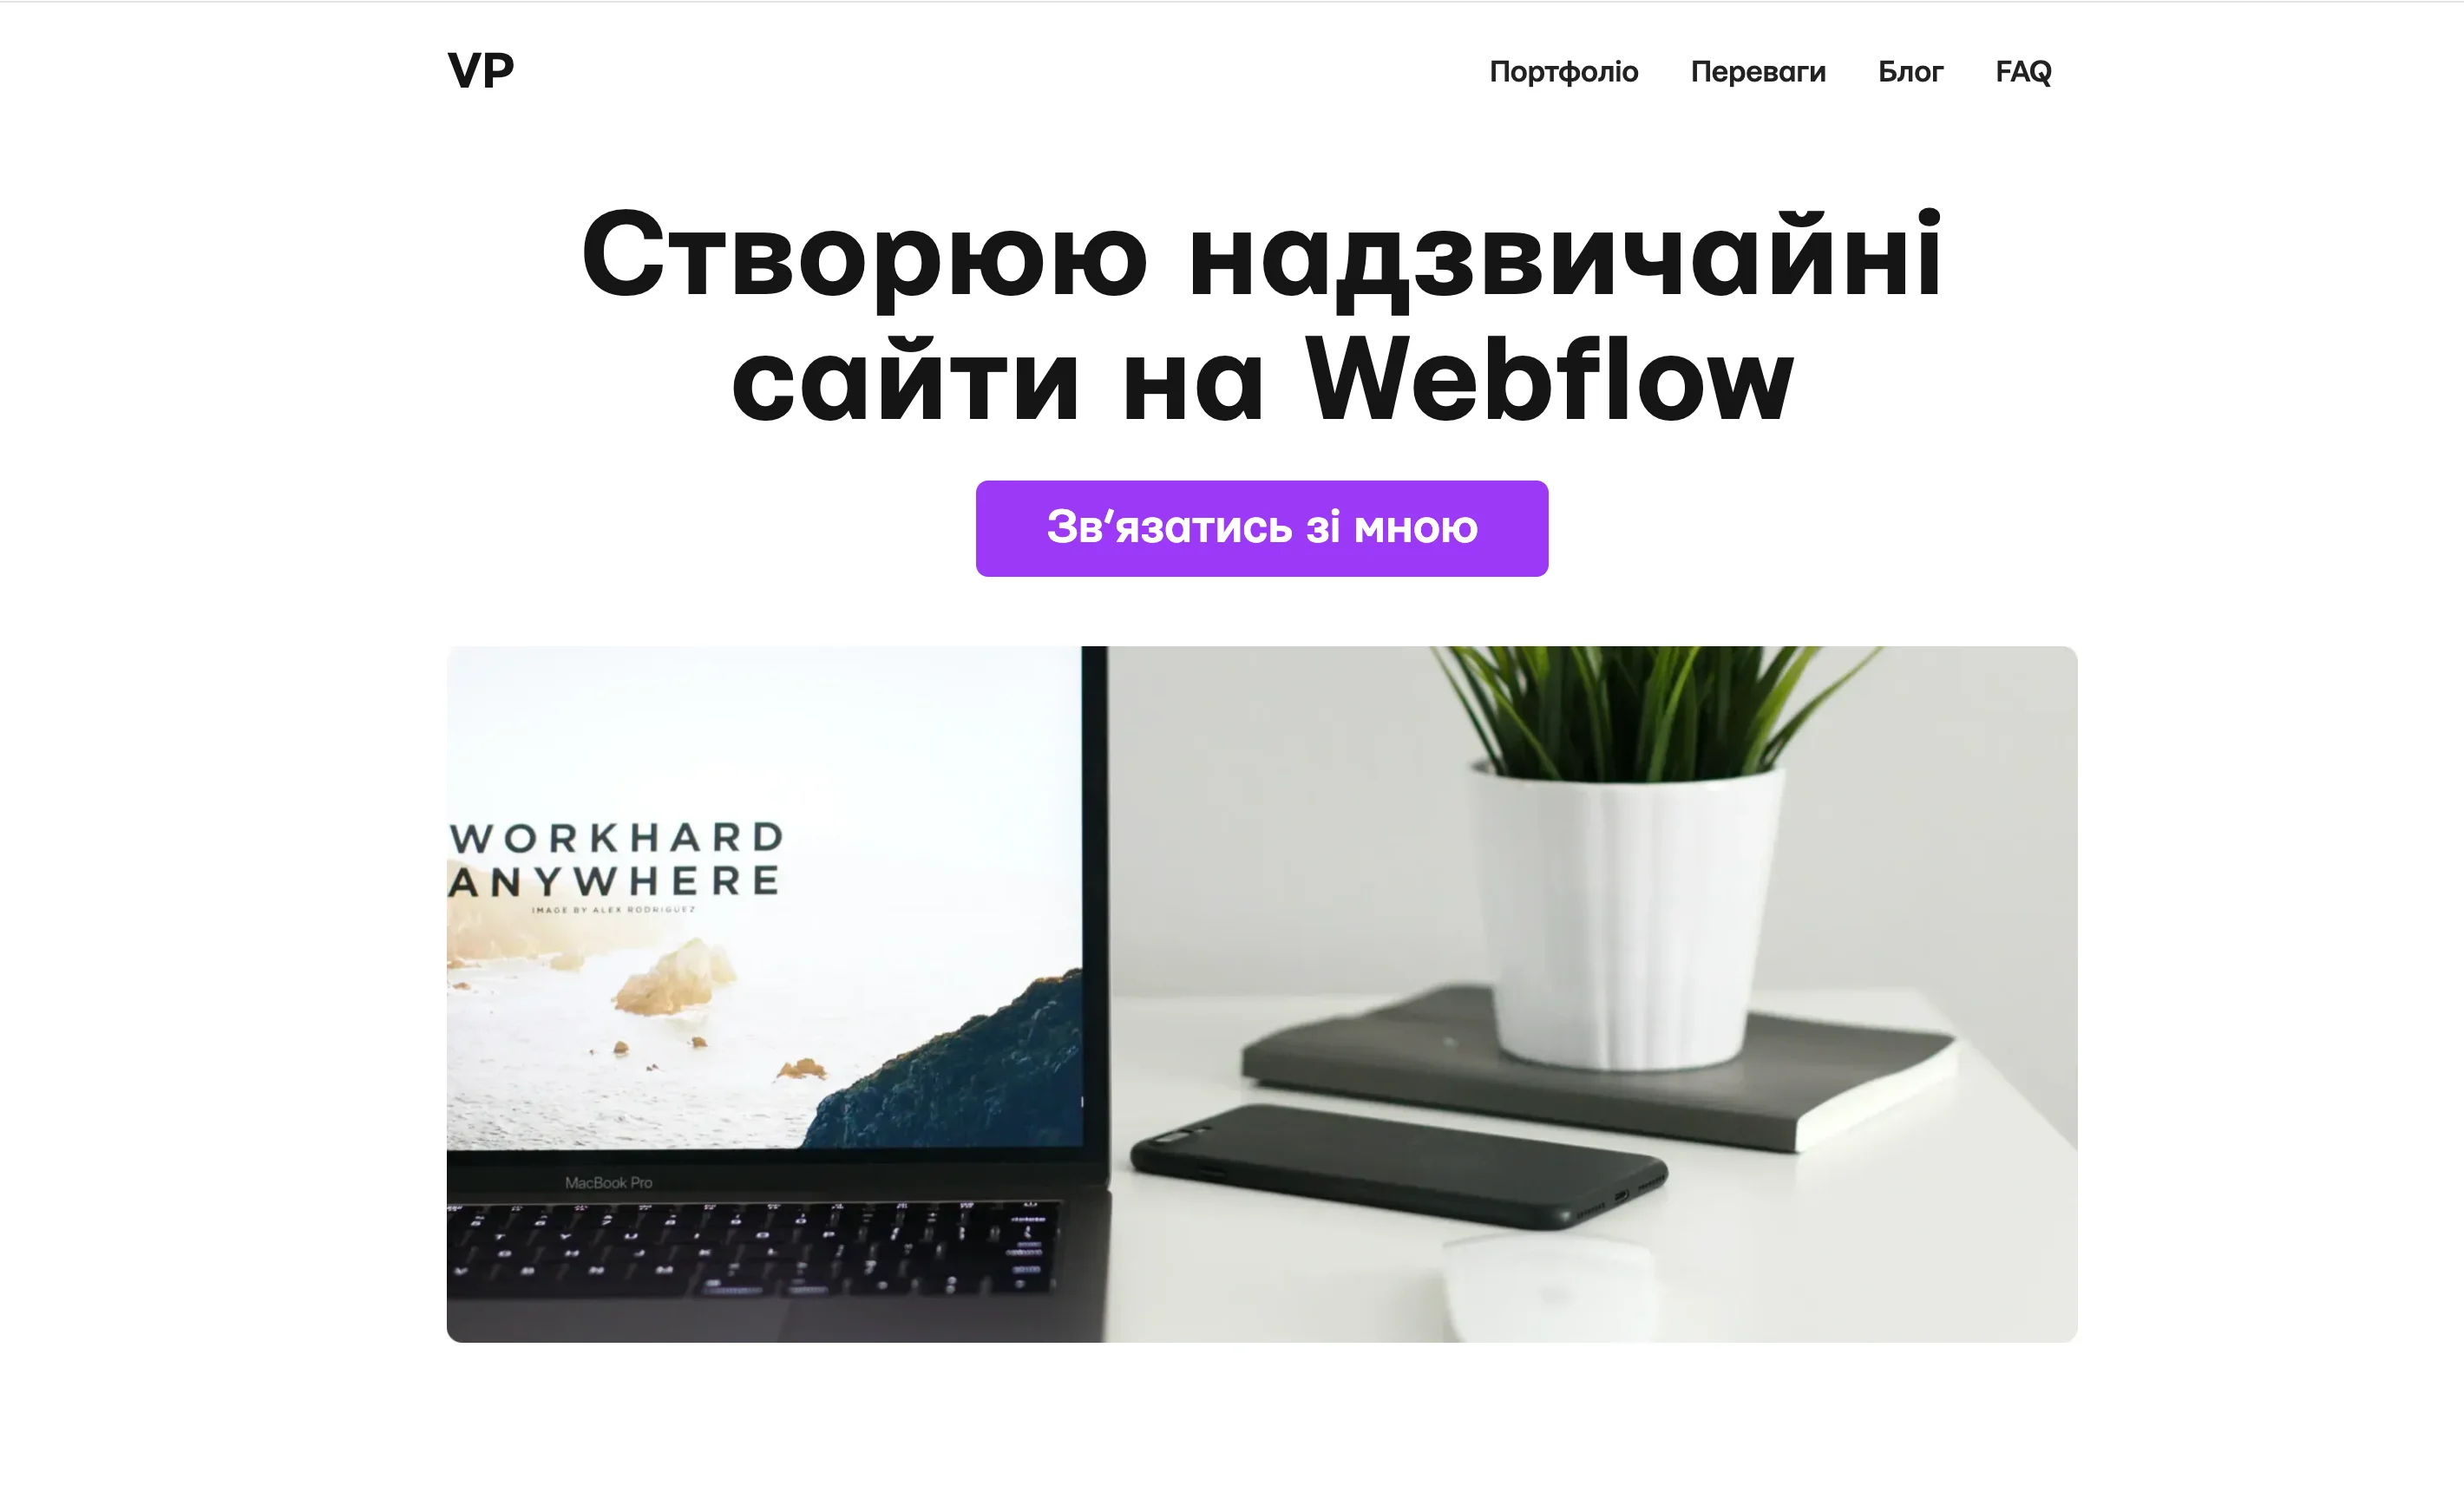 VP
Портфоліо Переваги Блог FAQ
Створюю надзвичайні
сайти на Webflow
Зв‘язатись зі мною
WORKHARD
ANYWHERE
IMAGE BY ALEX RODRIGUEZ
MacBook Pro